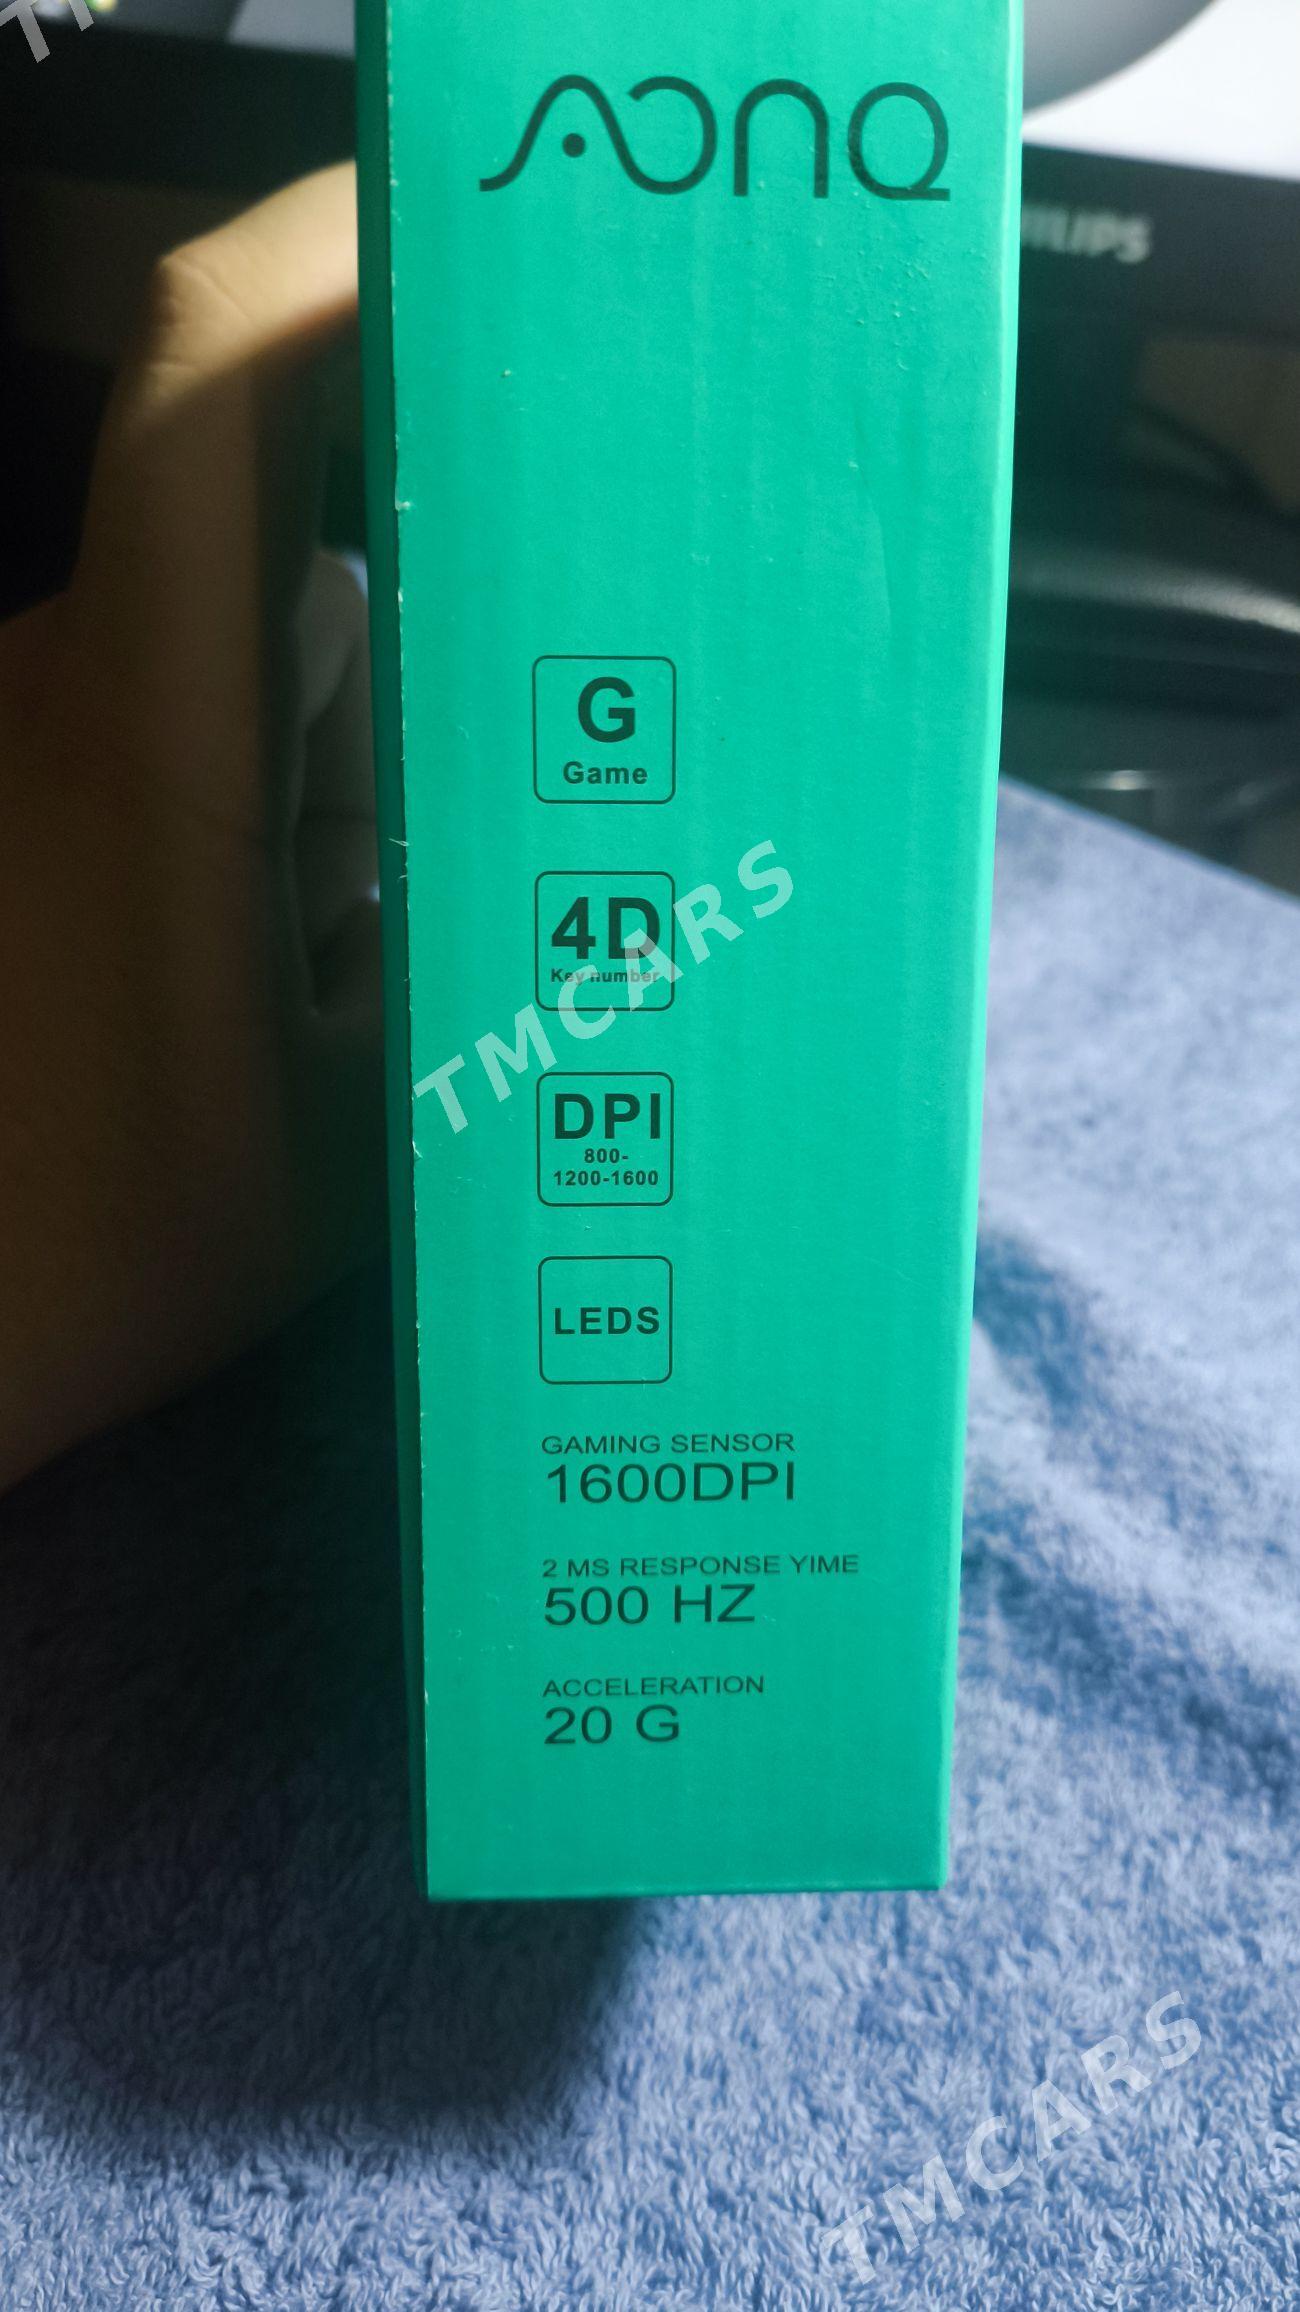 AONQ
PHILIPS
G
Game
4D
Key number
TMCARS
DPI
800-
1200-1600
LEDS
GAMING SENSOR
1600DPI
2 MS RESPONSE YIME
500 HZ
ACCELERATION
20 G
TMCARS